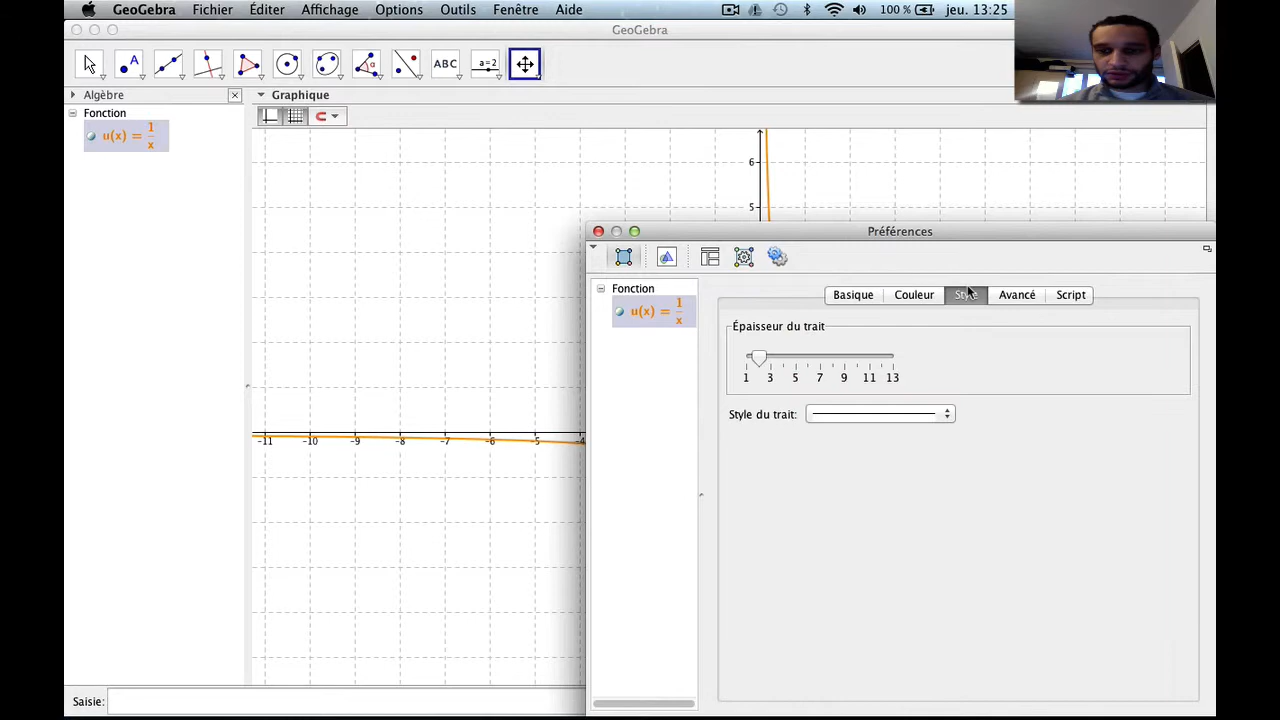 GeoGebra Fichier Éditer Affichage Options Outils Fenêtre Aide 100 % jeu. 13:25
GeoGebra
A α ABC a=2
Algèbre
Graphique
Fonction
u(x) = 1/x
6
5
-11 -10 -9 -8 -7 -6 -5 -4
Préférences
Fonction
u(x) = 1/x
Basique Couleur Style Avancé Script
Épaisseur du trait
1 3 5 7 9 11 13
Style du trait:
Saisie: